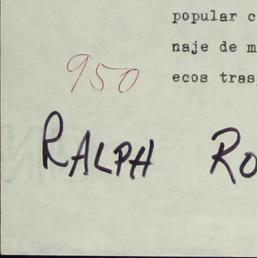 popular c
naje de m
ecos tras
950
RALPH RO